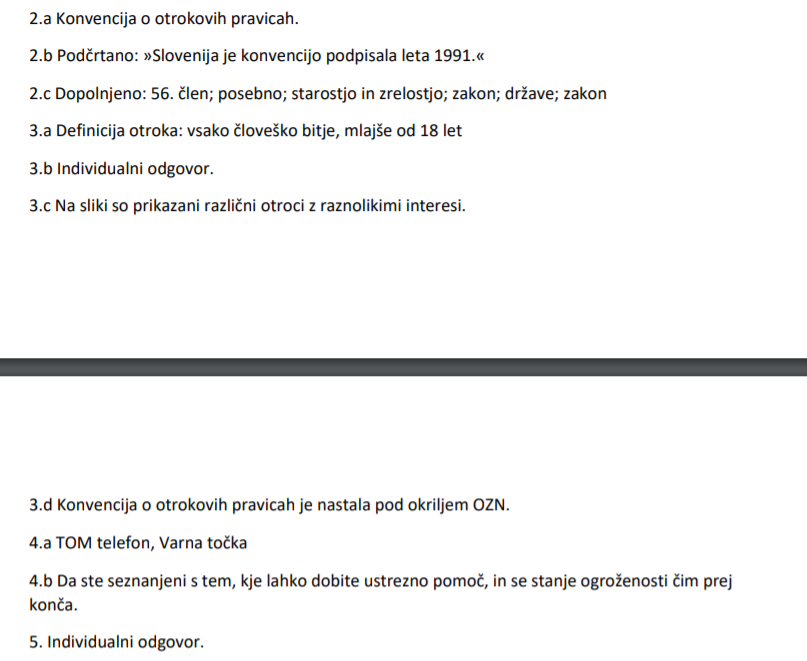 2.a Konvencija o otrokovih pravicah.
2.b Podčrtano: »Slovenija je konvencijo podpisala leta 1991.«
2.c Dopolnjeno: 56. člen; posebno; starostjo in zrelostjo; zakon; države; zakon
3.a Definicija otroka: vsako človeško bitje, mlajše od 18 let
3.b Individualni odgovor.
3.c Na sliki so prikazani različni otroci z raznolikimi interesi.
3.d Konvencija o otrokovih pravicah je nastala pod okriljem OZN.
4.a TOM telefon, Varna točka
4.b Da ste seznanjeni s tem, kje lahko dobite ustrezno pomoč, in se stanje ogroženosti čim prej
konča.
5. Individualni odgovor.